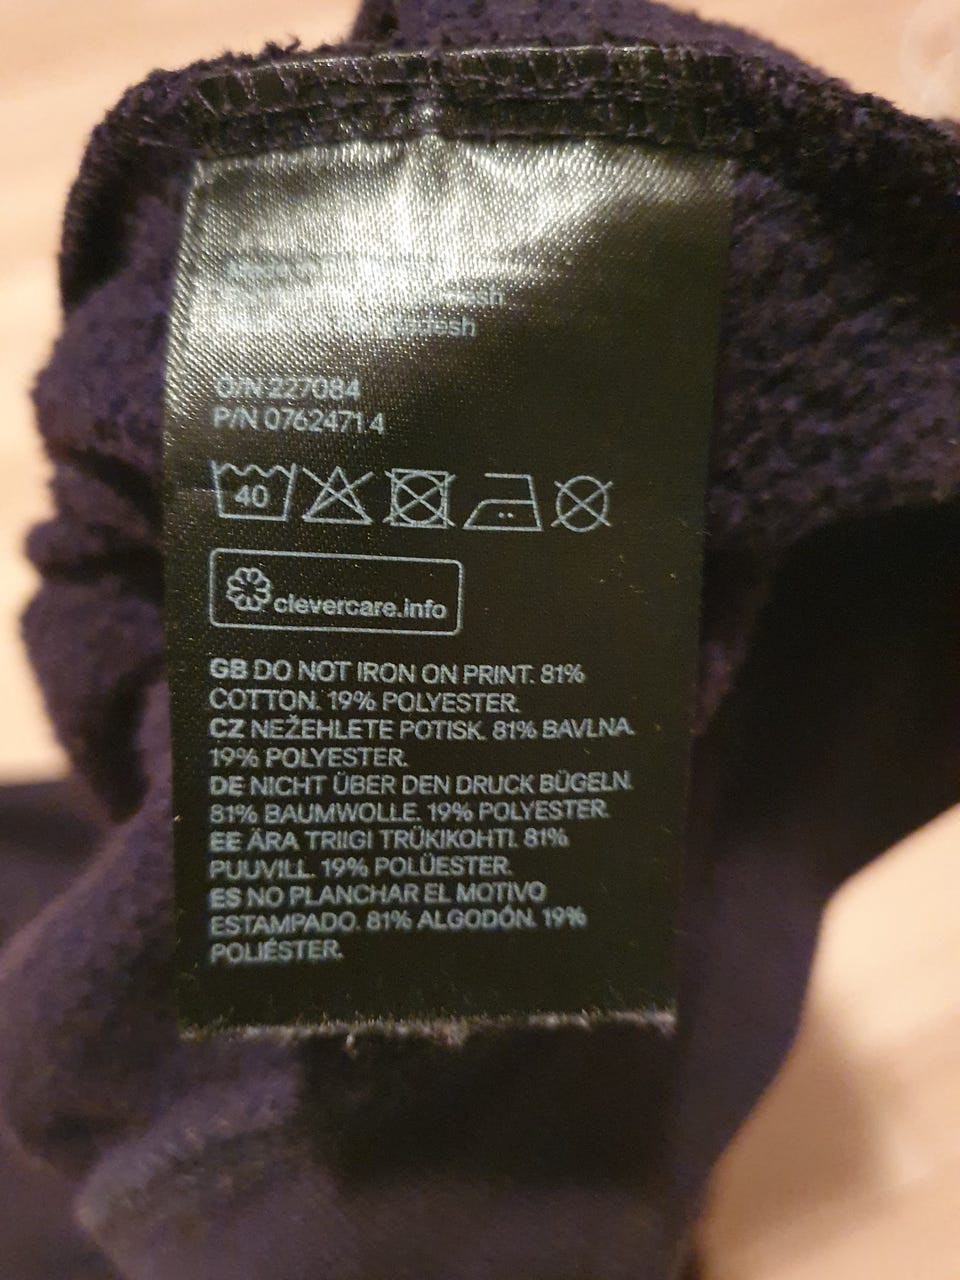 O/N 227084
P/N 0762471 4
40
clevercare.info
GB DO NOT IRON ON PRINT. 81%
COTTON. 19% POLYESTER.
CZ NEŽEHLETE POTISK. 81% BAVLNA.
19% POLYESTER.
DE NICHT ÜBER DEN DRUCK BÜGELN.
81% BAUMWOLLE. 19% POLYESTER.
EE ÄRA TRIIGI TRÜKIKOHTI. 81%
PUUVILL. 19% POLÜESTER.
ES NO PLANCHAR EL MOTIVO
ESTAMPADO. 81% ALGODÓN. 19%
POLIÉSTER.